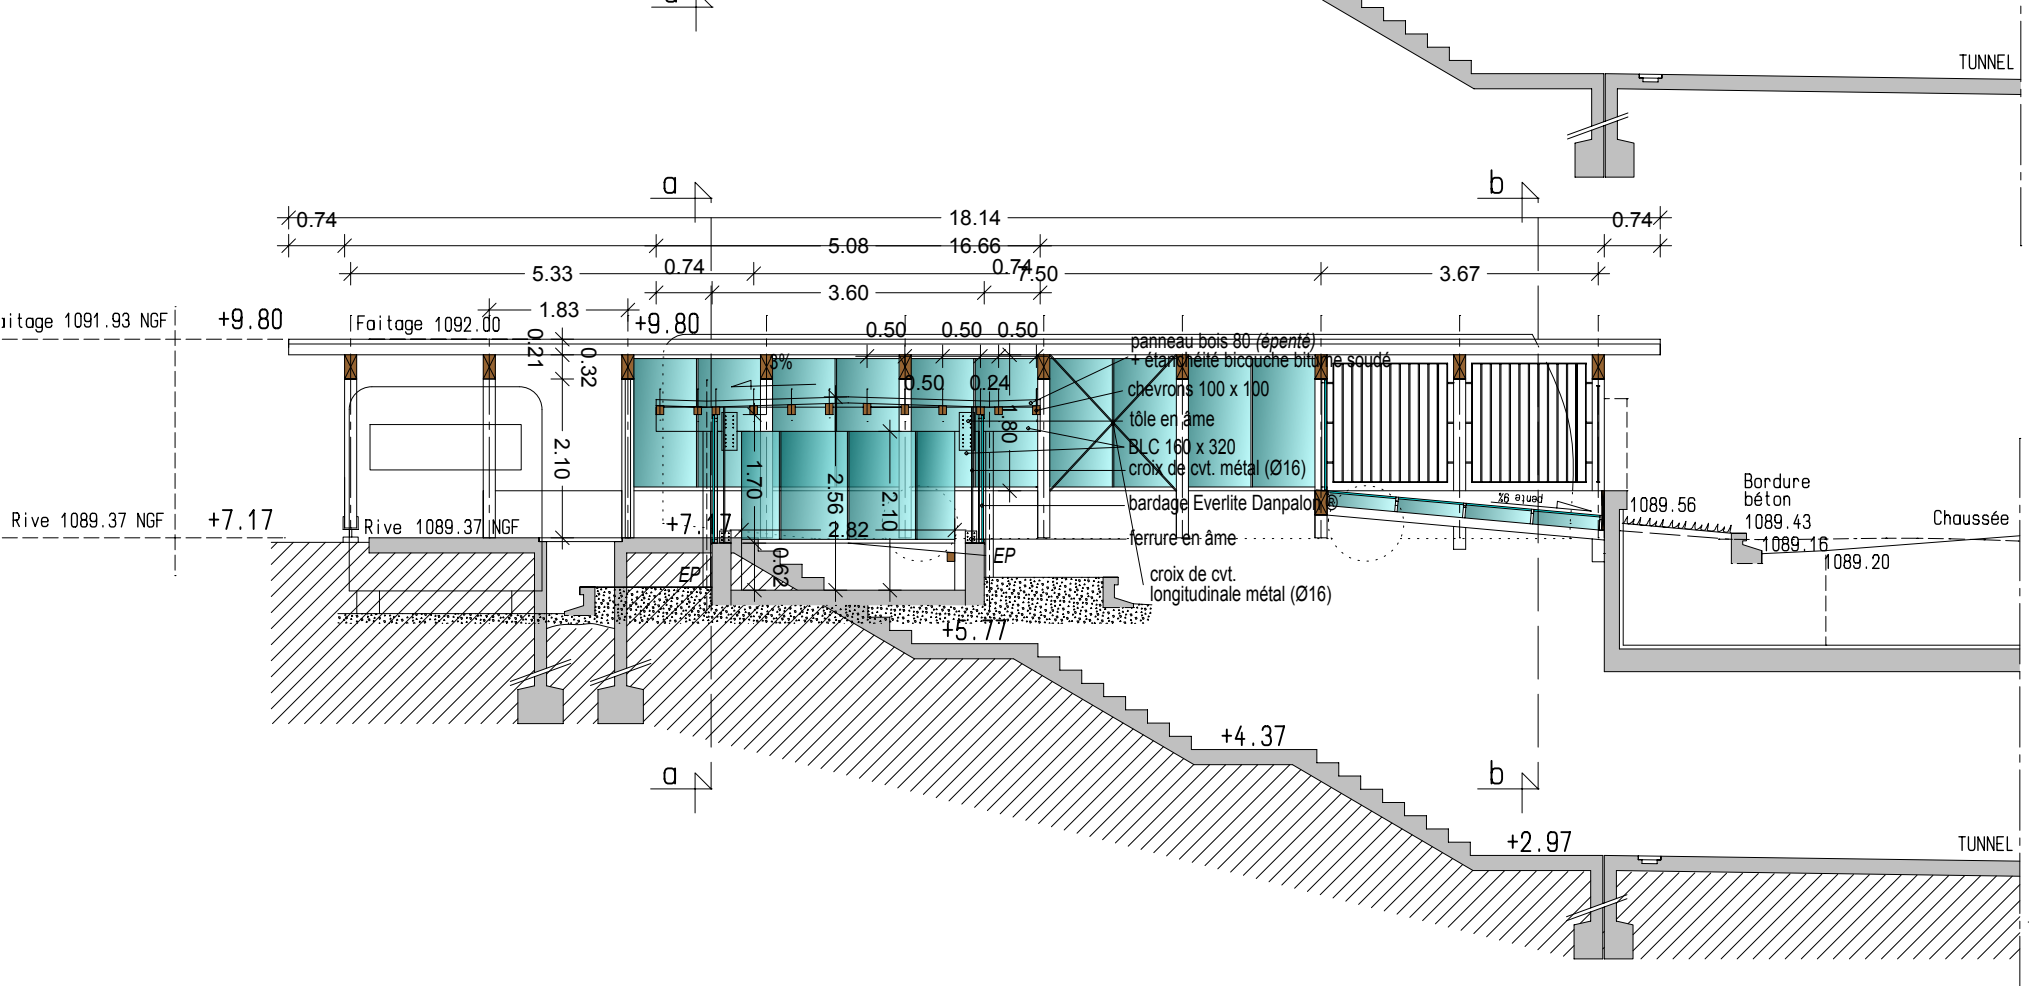 a
TUNNEL
a
b
0.74
18.14
0.74
5.08
16.66
5.33
0.74
0.74
7.50
3.67
1.83
3.60
aitage 1091.93 NGF
+9.80
Faitage 1092.00
+9.80
0.50
0.50
0.50
0.21
0.32
panneau bois 80 (épenté)
+ étanchéité bicouche bitume soudé
3%
0.50
0.24
chevrons 100 x 100
1.80
tôle en âme
2.10
BLC 160 x 320
croix de cvt. métal (Ø16)
1.70
2.56
2.10
bardage Everlite Danpalon ®
pente 9%
Bordure
béton
1089.56
1089.43
1089.16
1089.20
Chaussée
Rive 1089.37 NGF
+7.17
Rive 1089.37 NGF
+7.17
2.82
ferrure en âme
EP
EP
0.62
croix de cvt.
longitudinale métal (Ø16)
+5.77
+4.37
a
b
+2.97
TUNNEL